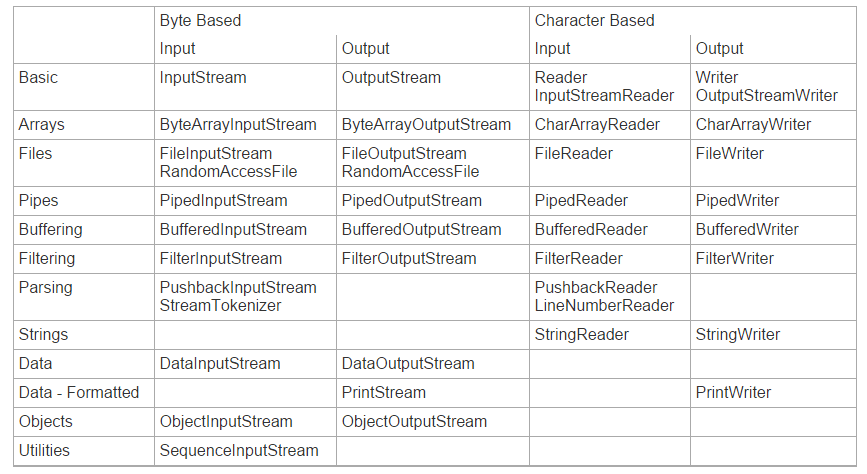 Byte Based Character Based
Input Output Input Output
Basic InputStream OutputStream Reader Writer
InputStreamReader OutputStreamWriter
Arrays ByteArrayInputStream ByteArrayOutputStream CharArrayReader CharArrayWriter
Files FileInputStream FileOutputStream FileReader FileWriter
RandomAccessFile RandomAccessFile
Pipes PipedInputStream PipedOutputStream PipedReader PipedWriter
Buffering BufferedInputStream BufferedOutputStream BufferedReader BufferedWriter
Filtering FilterInputStream FilterOutputStream FilterReader FilterWriter
Parsing PushbackInputStream PushbackReader
StreamTokenizer LineNumberReader
Strings StringReader StringWriter
Data DataInputStream DataOutputStream
Data - Formatted PrintStream PrintWriter
Objects ObjectInputStream ObjectOutputStream
Utilities SequenceInputStream